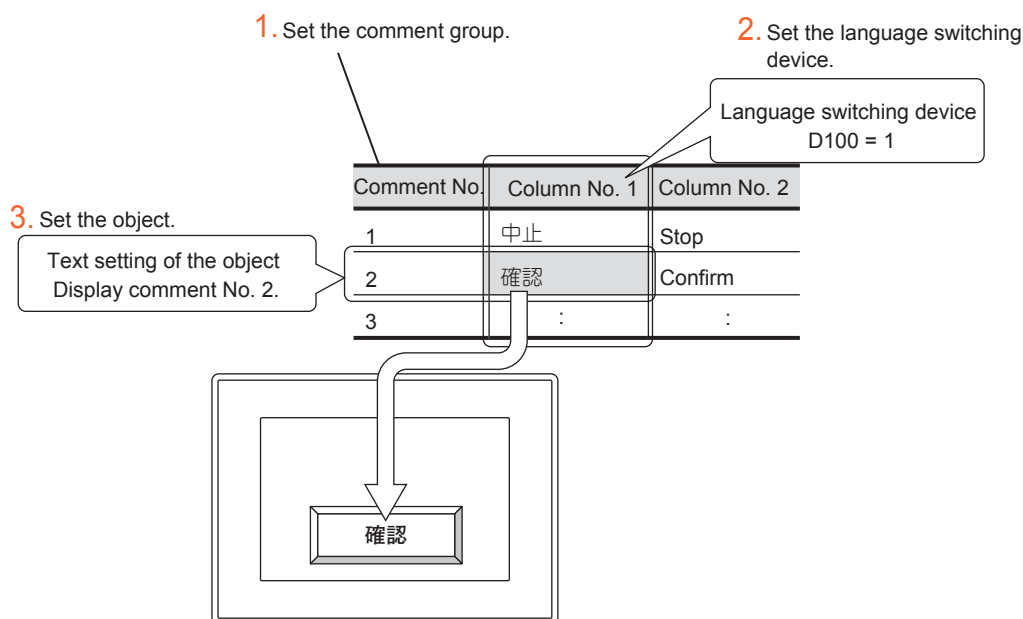 1. Set the comment group.
2. Set the language switching
device.
Language switching device
D100 = 1
Comment No. Column No. 1 Column No. 2
3. Set the object.
1 中止 Stop
Text setting of the object
Display comment No. 2.
2 確認 Confirm
3 : :
確認